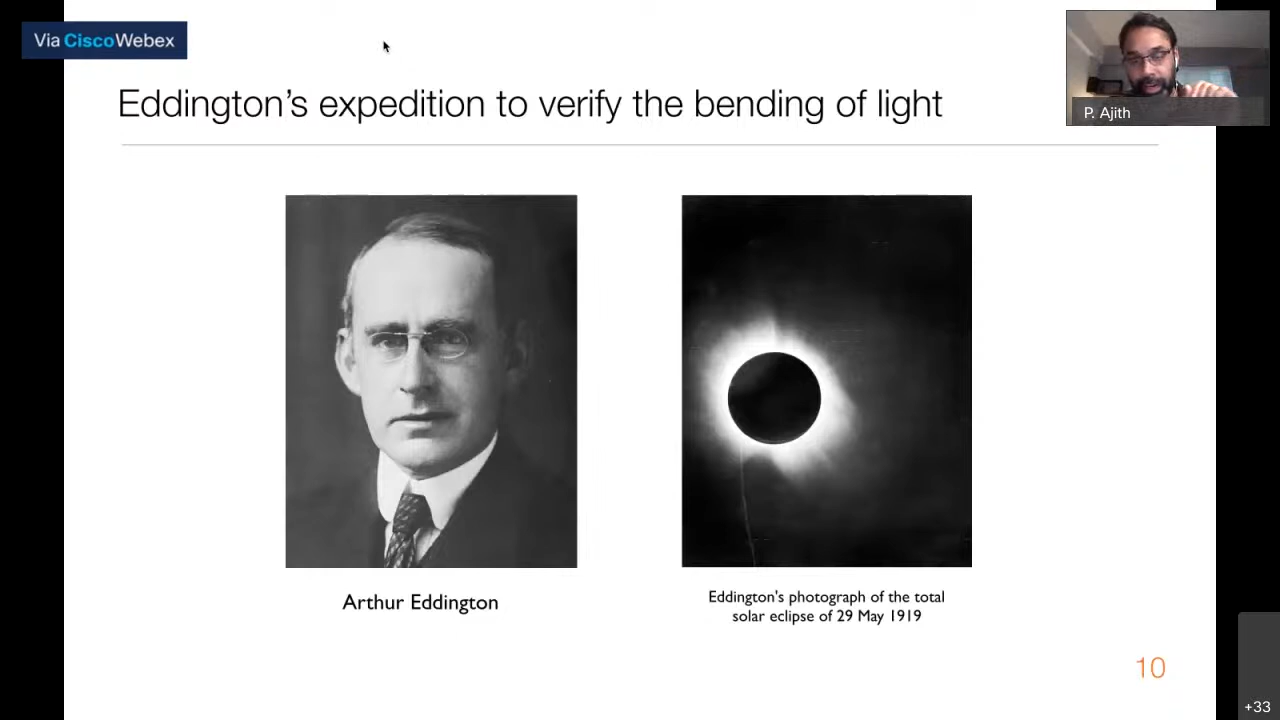 Via CiscoWebex
P. Ajith
Eddington's expedition to verify the bending of light
Arthur Eddington
Eddington's photograph of the total
solar eclipse of 29 May 1919
10
+33